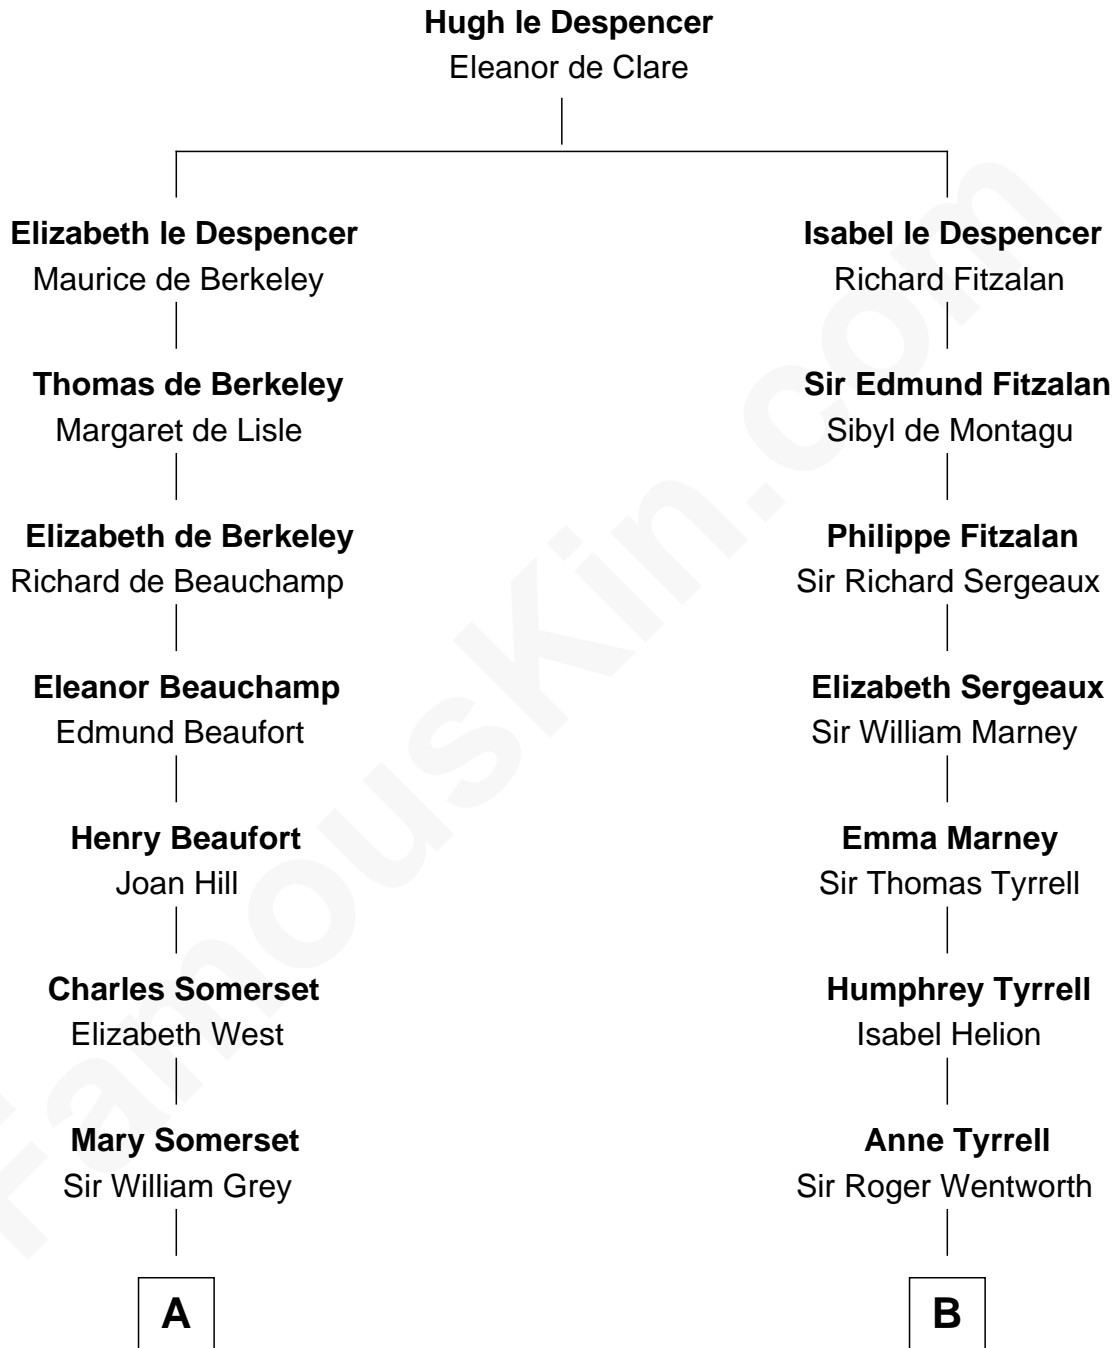 Hugh le Despencer
Eleanor de Clare
Elizabeth le Despencer
Maurice de Berkeley
Thomas de Berkeley
Margaret de Lisle
Elizabeth de Berkeley
Richard de Beauchamp
Eleanor Beauchamp
Edmund Beaufort
Henry Beaufort
Joan Hill
Charles Somerset
Elizabeth West
Mary Somerset
Sir William Grey
A
Isabel le Despencer
Richard Fitzalan
Sir Edmund Fitzalan
Sibyl de Montagu
Philippe Fitzalan
Sir Richard Sergeaux
Elizabeth Sergeaux
Sir William Marney
Emma Marney
Sir Thomas Tyrrell
Humphrey Tyrrell
Isabel Helion
Anne Tyrrell
Sir Roger Wentworth
B
FamousKin.com